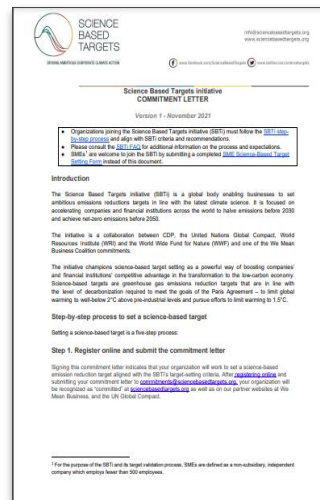 SCIENCE
BASED
TARGETS
DRIVING AMBITIOUS CORPORATE CLIMATE ACTION
info@sciencebasedtargets.org
www.sciencebasedtargets.org
www.facebook.com/ScienceBasedTargets www.twitter.com/sciencetargets
Science Based Targets initiative
COMMITMENT LETTER
Version 1 - November 2021
• Organizations joining the Science Based Targets initiative (SBTi) must follow the SBTi step-
by-step process and align with SBTi criteria and recommendations.
• Please consult the SBTi FAQ for additional information on the process and expectations.
• SMEs¹ are welcome to join the SBTi by submitting a completed SME Science-Based Target
Setting Form instead of this document.
Introduction
The Science Based Targets initiative (SBTi) is a global body enabling businesses to set
ambitious emissions reductions targets in line with the latest climate science. It is focused on
accelerating companies and financial institutions across the world to halve emissions before 2030
and achieve net-zero emissions before 2050.
The initiative is a collaboration between CDP, the United Nations Global Compact, World
Resources Institute (WRI) and the World Wide Fund for Nature (WWF) and one of the We Mean
Business Coalition commitments.
The initiative champions science-based target setting as a powerful way of boosting companies'
and financial institutions' competitive advantage in the transformation to the low-carbon economy.
Science-based targets are greenhouse gas emissions reduction targets that are in line with
the level of decarbonization required to meet the goals of the Paris Agreement – to limit global
warming to well-below 2°C above pre-industrial levels and pursue efforts to limit warming to 1.5°C.
Step-by-step process to set a science-based target
Setting a science-based target is a five-step process:
Step 1. Register online and submit the commitment letter
Signing this commitment letter indicates that your organization will work to set a science-based
emission reduction target aligned with the SBTi's target-setting criteria. After registering online and
submitting your commitment letter to commitments@sciencebasedtargets.org, your organization will
be recognized as "committed" at sciencebasedtargets.org as well as on our partner websites at We
Mean Business, and the UN Global Compact.
¹ For the purpose of the SBTi and its target validation process, SMEs are defined as a non-subsidiary, independent
company which employs fewer than 500 employees.